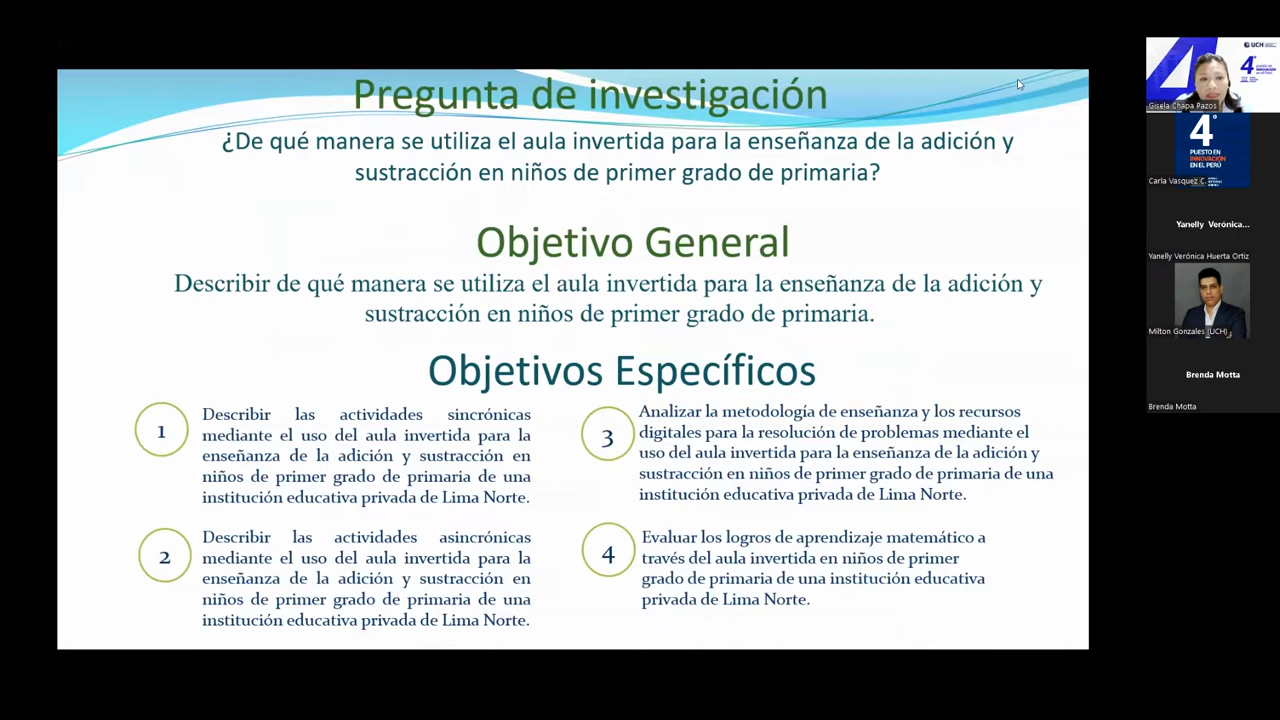 Pregunta de investigación
¿De qué manera se utiliza el aula invertida para la enseñanza de la adición y
sustracción en niños de primer grado de primaria?
Objetivo General
Describir de qué manera se utiliza el aula invertida para la enseñanza de la adición y
sustracción en niños de primer grado de primaria.
Objetivos Específicos
1
Describir las actividades sincrónicas
mediante el uso del aula invertida para la
enseñanza de la adición y sustracción en
niños de primer grado de primaria de una
institución educativa privada de Lima Norte.
2
Describir las actividades asincrónicas
mediante el uso del aula invertida para la
enseñanza de la adición y sustracción en
niños de primer grado de primaria de una
institución educativa privada de Lima Norte.
3
Analizar la metodología de enseñanza y los recursos
digitales para la resolución de problemas mediante el
uso del aula invertida para la enseñanza de la adición y
sustracción en niños de primer grado de primaria de una
institución educativa privada de Lima Norte.
4
Evaluar los logros de aprendizaje matemático a
través del aula invertida en niños de primer
grado de primaria de una institución educativa
privada de Lima Norte.
UCH
4°
Gisela Chapa Pazos
4°
PUESTO EN
INNOVACIÓN
EN EL PERÚ
Carla Vasquez C.
Yanelly Verónica...
Yanelly Verónica Huerta Ortiz
Milton Gonzales (UCH)
Brenda Motta
Brenda Motta